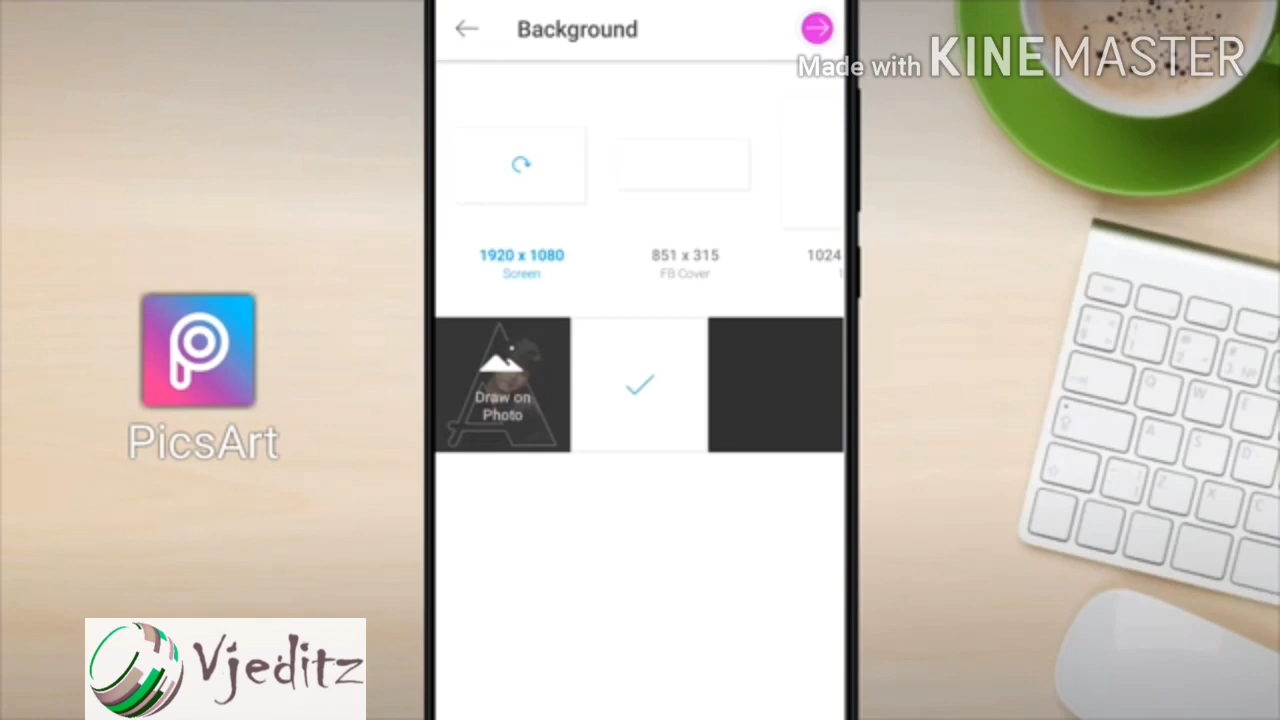 Background
Made with KINEMASTER
1920 x 1080
Screen
851 x 315
FB Cover
1024
Draw on
Photo
PicsArt
Vjeditz